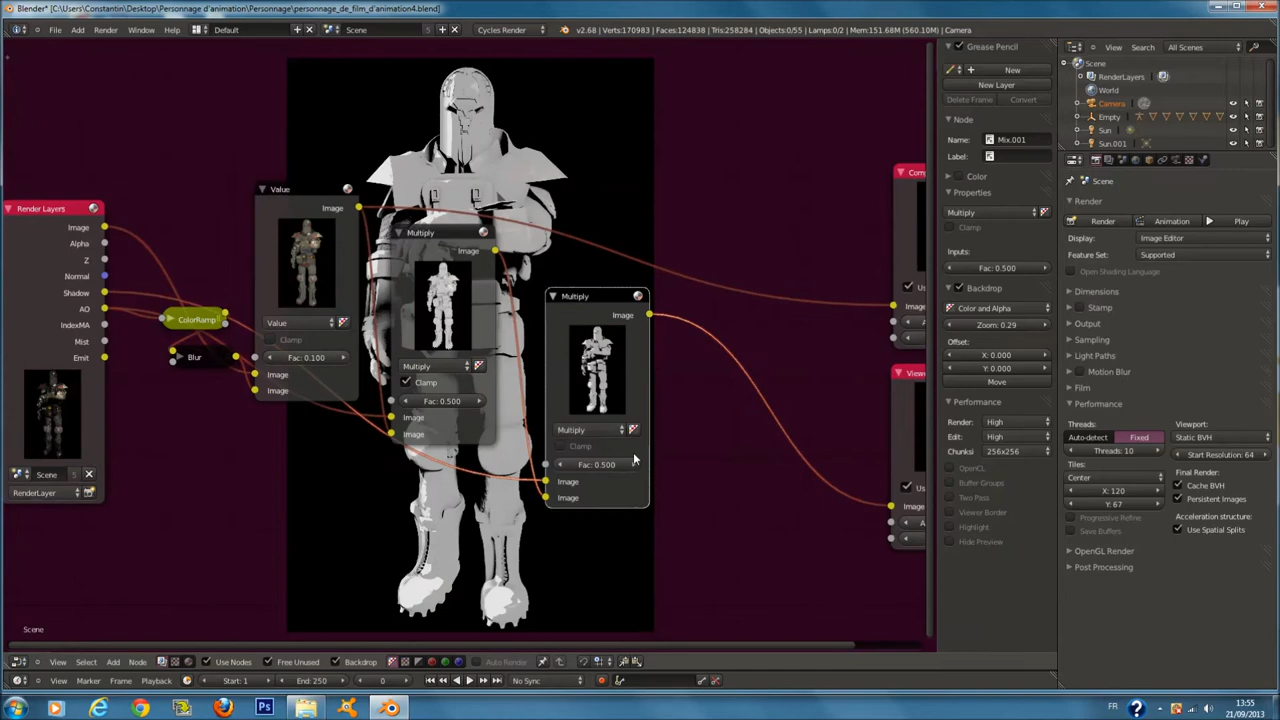 Blender* [C:\Users\Constantin\Desktop\Personnage d'animation\Personnage\personnage_de_film_d'animation4.blend]
File Add Render Window Help
Default
Scene 5
Cycles Render
v2.68 | Verts:170983 | Faces:124838 | Tris:258284 | Objects:0/55 | Lamps:0/2 | Mem:151.68M (560.10M) | Camera
Render Layers
Image
Alpha
Z
Normal
Shadow
AO
IndexMA
Mist
Emit
Scene 5
RenderLayer
ColorRamp
Blur
Value
Image
Value
Clamp
Fac: 0.100
Image
Image
Multiply
Image
Multiply
Clamp
Fac: 0.500
Image
Image
Multiply
Image
Multiply
Clamp
Fac: 0.500
Image
Image
Scene
Grease Pencil
New
New Layer
Delete Frame Convert
Node
Name: Mix.001
Label:
Color
Properties
Multiply
Clamp
Inputs:
Fac: 0.500
Backdrop
Color and Alpha
Zoom: 0.29
Offset:
X: 0.000
Y: 0.000
Move
Performance
Render: High
Edit: High
Chunksi 256x256
OpenCL
Buffer Groups
Two Pass
Viewer Border
Highlight
Hide Preview
View Search All Scenes
Scene
RenderLayers
World
Camera
Empty
Sun
Sun.001
Scene
Render
Render Animation Play
Display: Image Editor
Feature Set: Supported
Open Shading Language
Dimensions
Stamp
Output
Sampling
Light Paths
Motion Blur
Film
Performance
Threads: Viewport:
Auto-detect Fixed Static BVH
Threads: 10 Start Resolution: 64
Tiles: Final Render:
Center Cache BVH
X: 120 Persistent Images
Y: 67
Acceleration structure:
Progressive Refine Use Spatial Splits
Save Buffers
OpenGL Render
Post Processing
View Select Add Node Use Nodes Free Unused Backdrop Auto Render
View Marker Frame Playback Start: 1 End: 250 0 No Sync
Ps
FR
13:55
21/09/2013